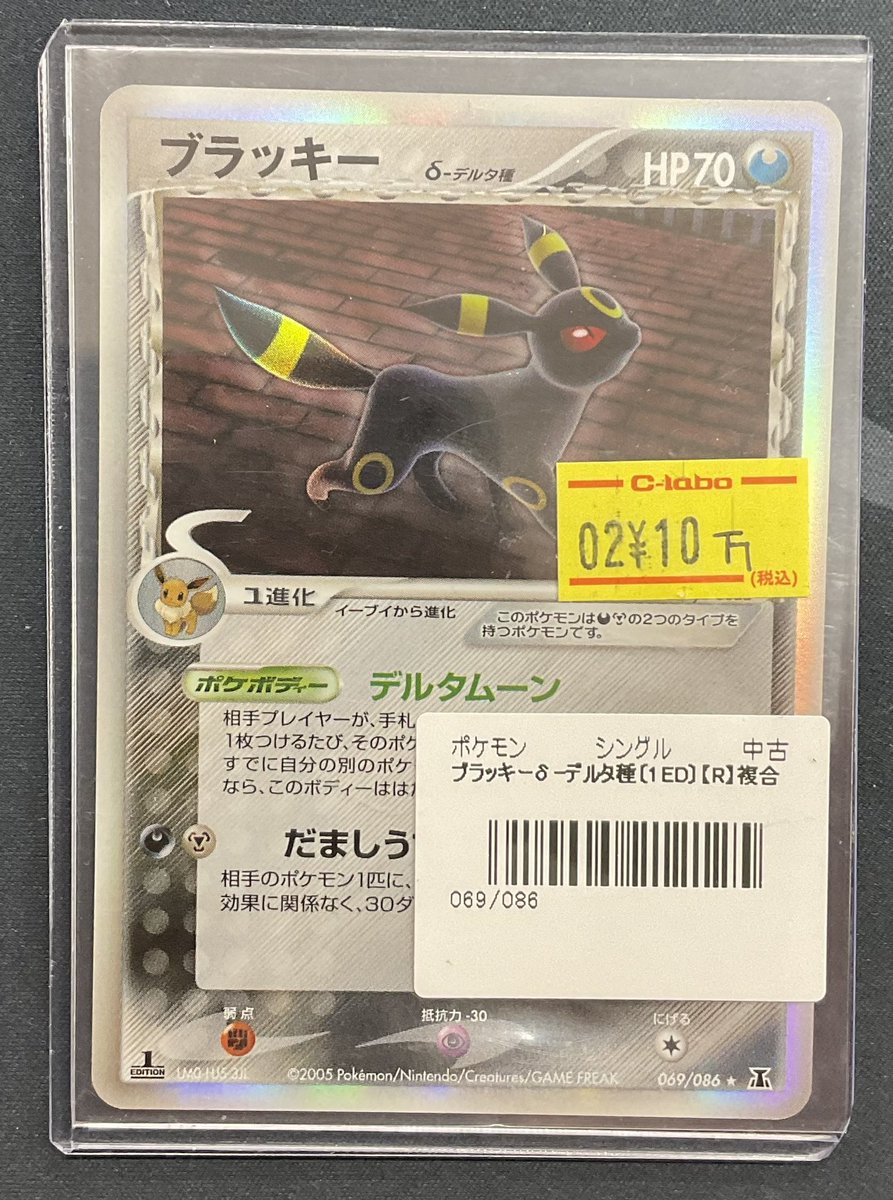 ブラッキー
δ-デルタ種
HP70
C-labo
02¥10
(税込)
1進化
イーブイから進化
このポケモンはの2つのタイプを
持つポケモンです。
ポケボディー デルタムーン
相手プレイヤーが、手札
1枚つけるたび、そのポケ
すでに自分の別のポケ
なら、このボディーは
ポケモン シングル 中古
ブラッキーδ-デルタ種〔1ED〕【R】複合
069/086
だましう
相手のポケモン1匹に、
効果に関係なく、30ダ
弱点
抵抗力 -30
にげる
1
EDITION
©2005 Pokémon/Nintendo/Creatures/GAME FREAK
069/086 ★